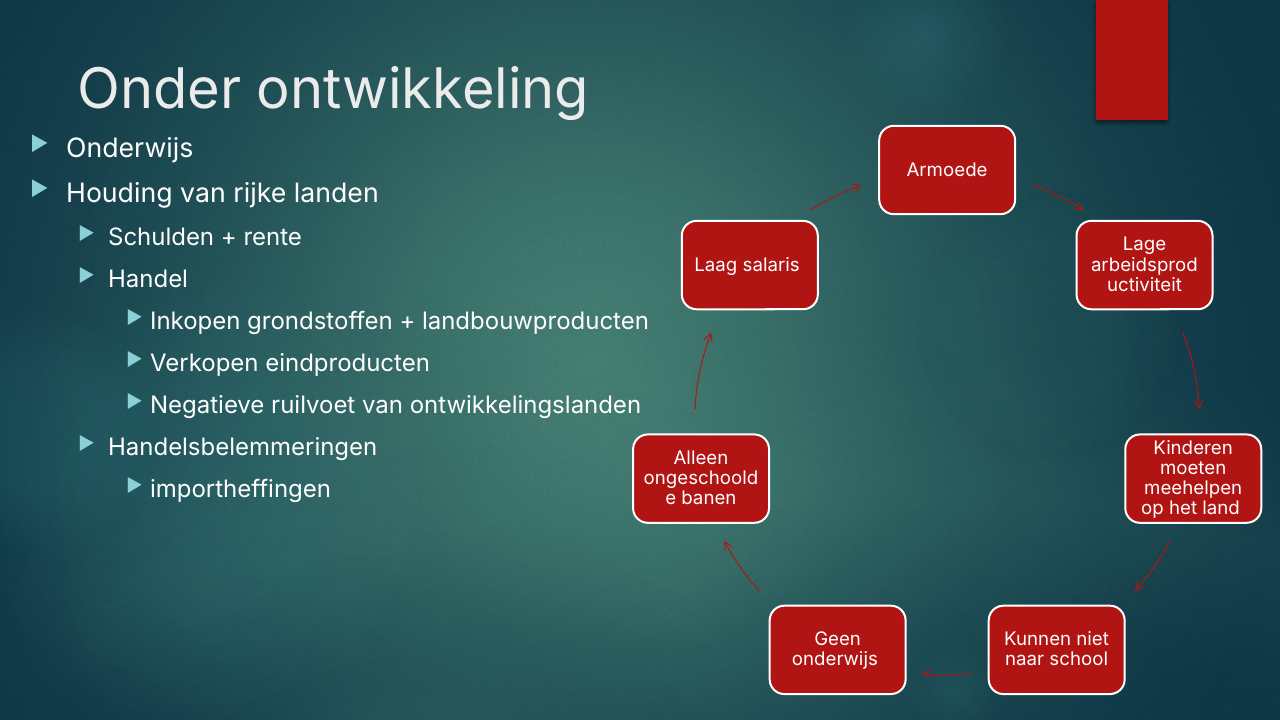 Onder ontwikkeling
Onderwijs
Houding van rijke landen
Schulden + rente
Handel
Inkopen grondstoffen + landbouwproducten
Verkopen eindproducten
Negatieve ruilvoet van ontwikkelingslanden
Handelsbelemmeringen
importheffingen
Armoede
Lage
arbeidsprod
uctiviteit
Kinderen
moeten
meehelpen
op het land
Kunnen niet
naar school
Geen
onderwijs
Alleen
ongeschoold
e banen
Laag salaris